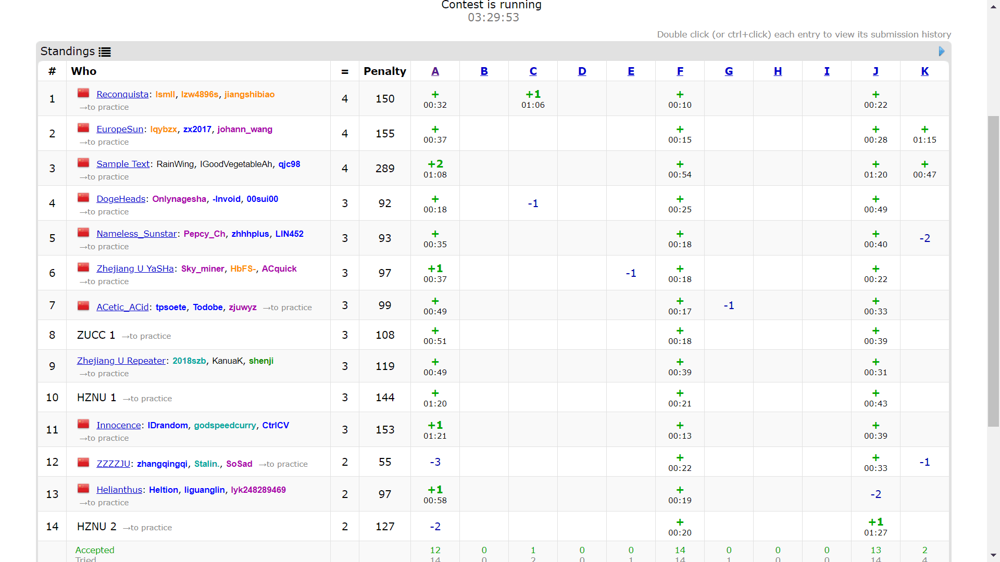 Contest is running
03:29:53
Double click (or ctrl+click) each entry to view its submission history
Standings
# Who = Penalty A B C D E F G H I J K
1 Reconquista: lsmll, lzw4896s, jiangshibiao 4 150 + + 1 + +
→to practice 00:32 01:06 00:10 00:22
2 EuropeSun: lqybzx, zx2017, johann_wang 4 155 + + + +
→to practice 00:37 00:15 00:28 01:15
3 Sample Text: RainWing, IGoodVegetableAh, qjc98 4 289 +2 + + +
→to practice 01:08 00:54 01:20 00:47
4 DogeHeads: Onlynagesha, -Invoid, 00sui00 3 92 + -1 + +
→to practice 00:18 00:25 00:49
5 Nameless_Sunstar: Pepcy_Ch, zhhhplus, LIN452 3 93 + + + -2
→to practice 00:35 00:18 00:40
6 Zhejiang U YaSHa: Sky_miner, HbFS-, ACquick 3 97 +1 -1 + +
→to practice 00:37 00:18 00:22
7 ACetic_ACid: tpsoete, Todobe, zjuwyz →to practice 3 99 + + -1 +
00:49 00:17 00:33
8 ZUCC 1 →to practice 3 108 + + +
00:51 00:18 00:39
9 Zhejiang U Repeater: 2018szb, KanuaK, shenji 3 119 + + +
→to practice 00:49 00:39 00:31
10 HZNU 1 →to practice 3 144 + + +
01:20 00:21 00:43
11 Innocence: IDrandom, godspeedcurry, CtrlCV 3 153 +1 + +
→to practice 01:21 00:13 00:39
12 ZZZZJU: zhangqingqi, Stalin., SoSad →to practice 2 55 -3 + + -1
00:22 00:33
13 Helianthus: Heltion, liguanglin, lyk248289469 2 97 +1 + -2
→to practice 00:58 00:19
14 HZNU 2 →to practice 2 127 -2 + +1
00:20 01:27
Accepted 12 0 1 0 0 14 0 0 0 13 2
Tried 14 0 2 0 1 14 1 0 0 14 4